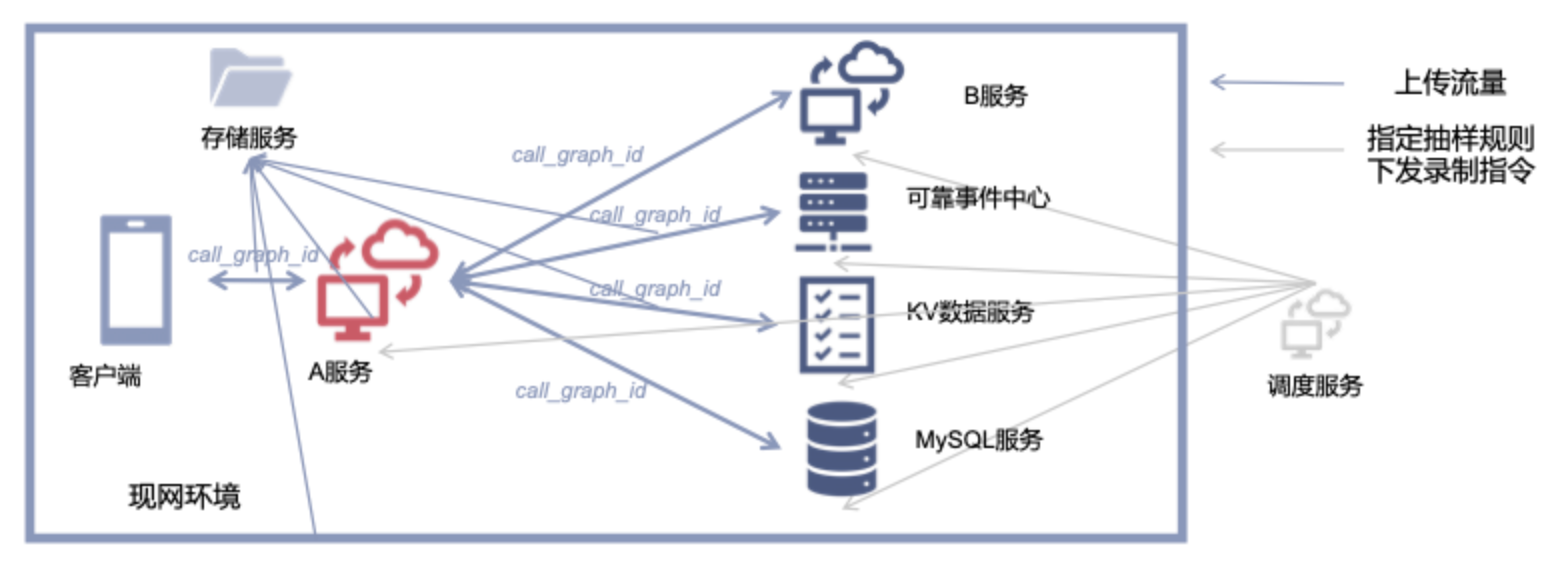 存储服务
客户端
call_graph_id
A服务
call_graph_id
call_graph_id
call_graph_id
call_graph_id
B服务
可靠事件中心
KV数据服务
MySQL服务
现网环境
上传流量
指定抽样规则
下发录制指令
调度服务